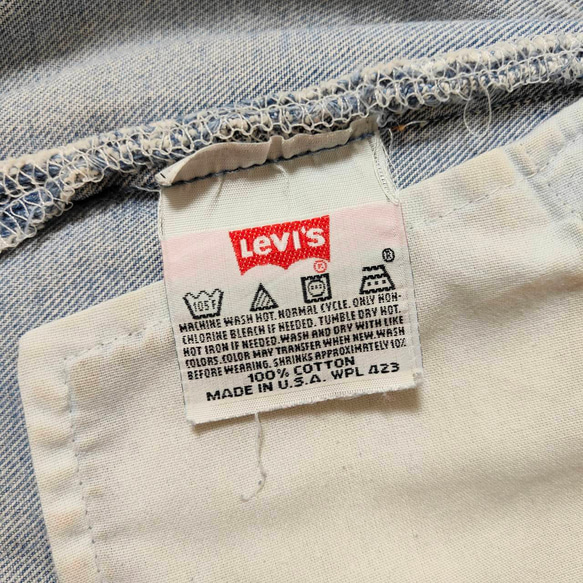 LEVI'S
®
105F ®
MACHINE WASH HOT. NORMAL CYCLE. ONLY NON-
CHLORINE BLEACH IF NEEDED. TUMBLE DRY HOT.
HOT IRON IF NEEDED. WASH AND DRY WITH LIKE
COLORS. COLOR MAY TRANSFER WHEN NEW. WASH
BEFORE WEARING. SHRINKS APPROXIMATELY 10%
100% COTTON
MADE IN U.S.A. WPL 423